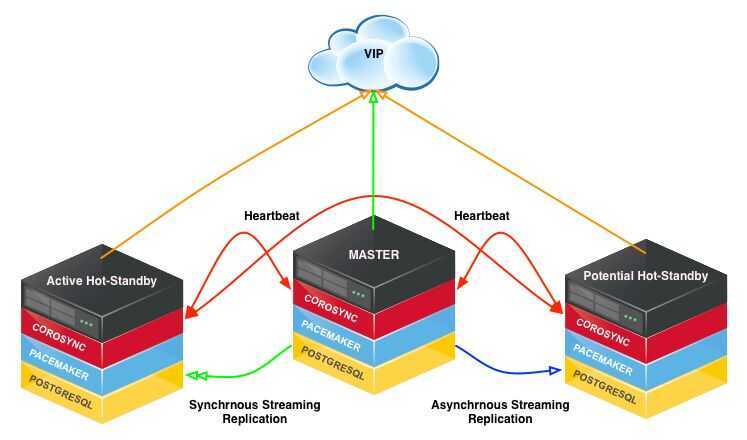 VIP
Heartbeat
Heartbeat
Active Hot-Standby
COROSYNC
PACEMAKER
POSTGRESQL
MASTER
COROSYNC
PACEMAKER
POSTGRESQL
Potential Hot-Standby
COROSYNC
PACEMAKER
POSTGRESQL
Synchrnous Streaming
Replication
Asynchrnous Streaming
Replication